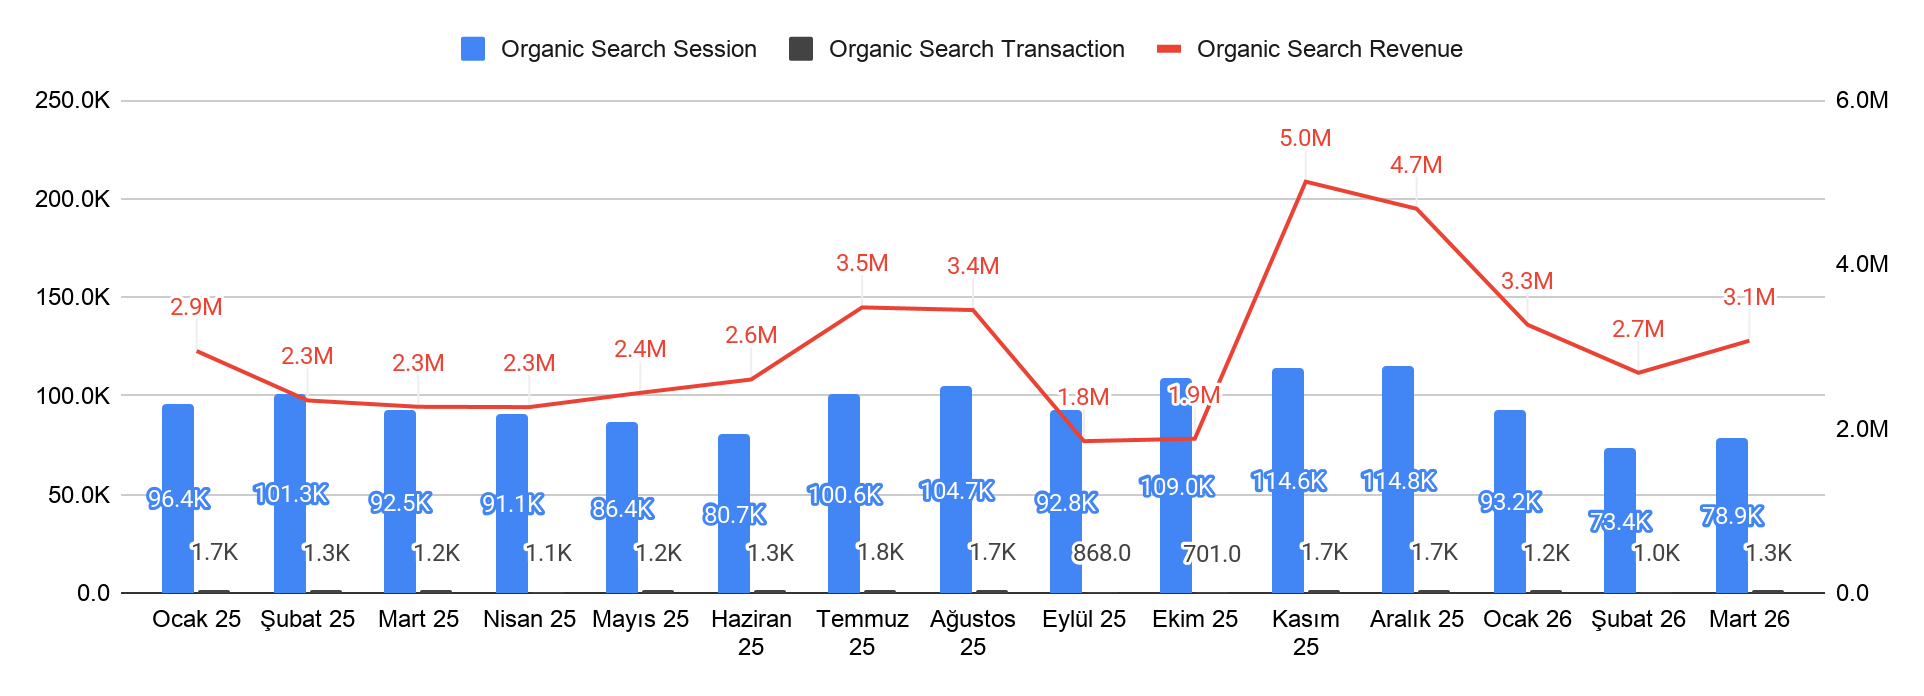 Organic Search Session Organic Search Transaction Organic Search Revenue
250.0K
200.0K
150.0K
100.0K
50.0K
0.0
6.0M
4.0M
2.0M
0.0
2.9M
2.3M
2.3M
2.3M
2.4M
2.6M
3.5M
3.4M
1.8M
1.9M
5.0M
4.7M
3.3M
2.7M
3.1M
96.4K
101.3K
92.5K
91.1K
86.4K
80.7K
100.6K
104.7K
92.8K
109.0K
114.6K
114.8K
93.2K
73.4K
78.9K
1.7K
1.3K
1.2K
1.1K
1.2K
1.3K
1.8K
1.7K
868.0
701.0
1.7K
1.7K
1.2K
1.0K
1.3K
Ocak 25
Şubat 25
Mart 25
Nisan 25
Mayıs 25
Haziran
25
Temmuz
25
Ağustos
25
Eylül 25
Ekim 25
Kasım
25
Aralık 25
Ocak 26
Şubat 26
Mart 26